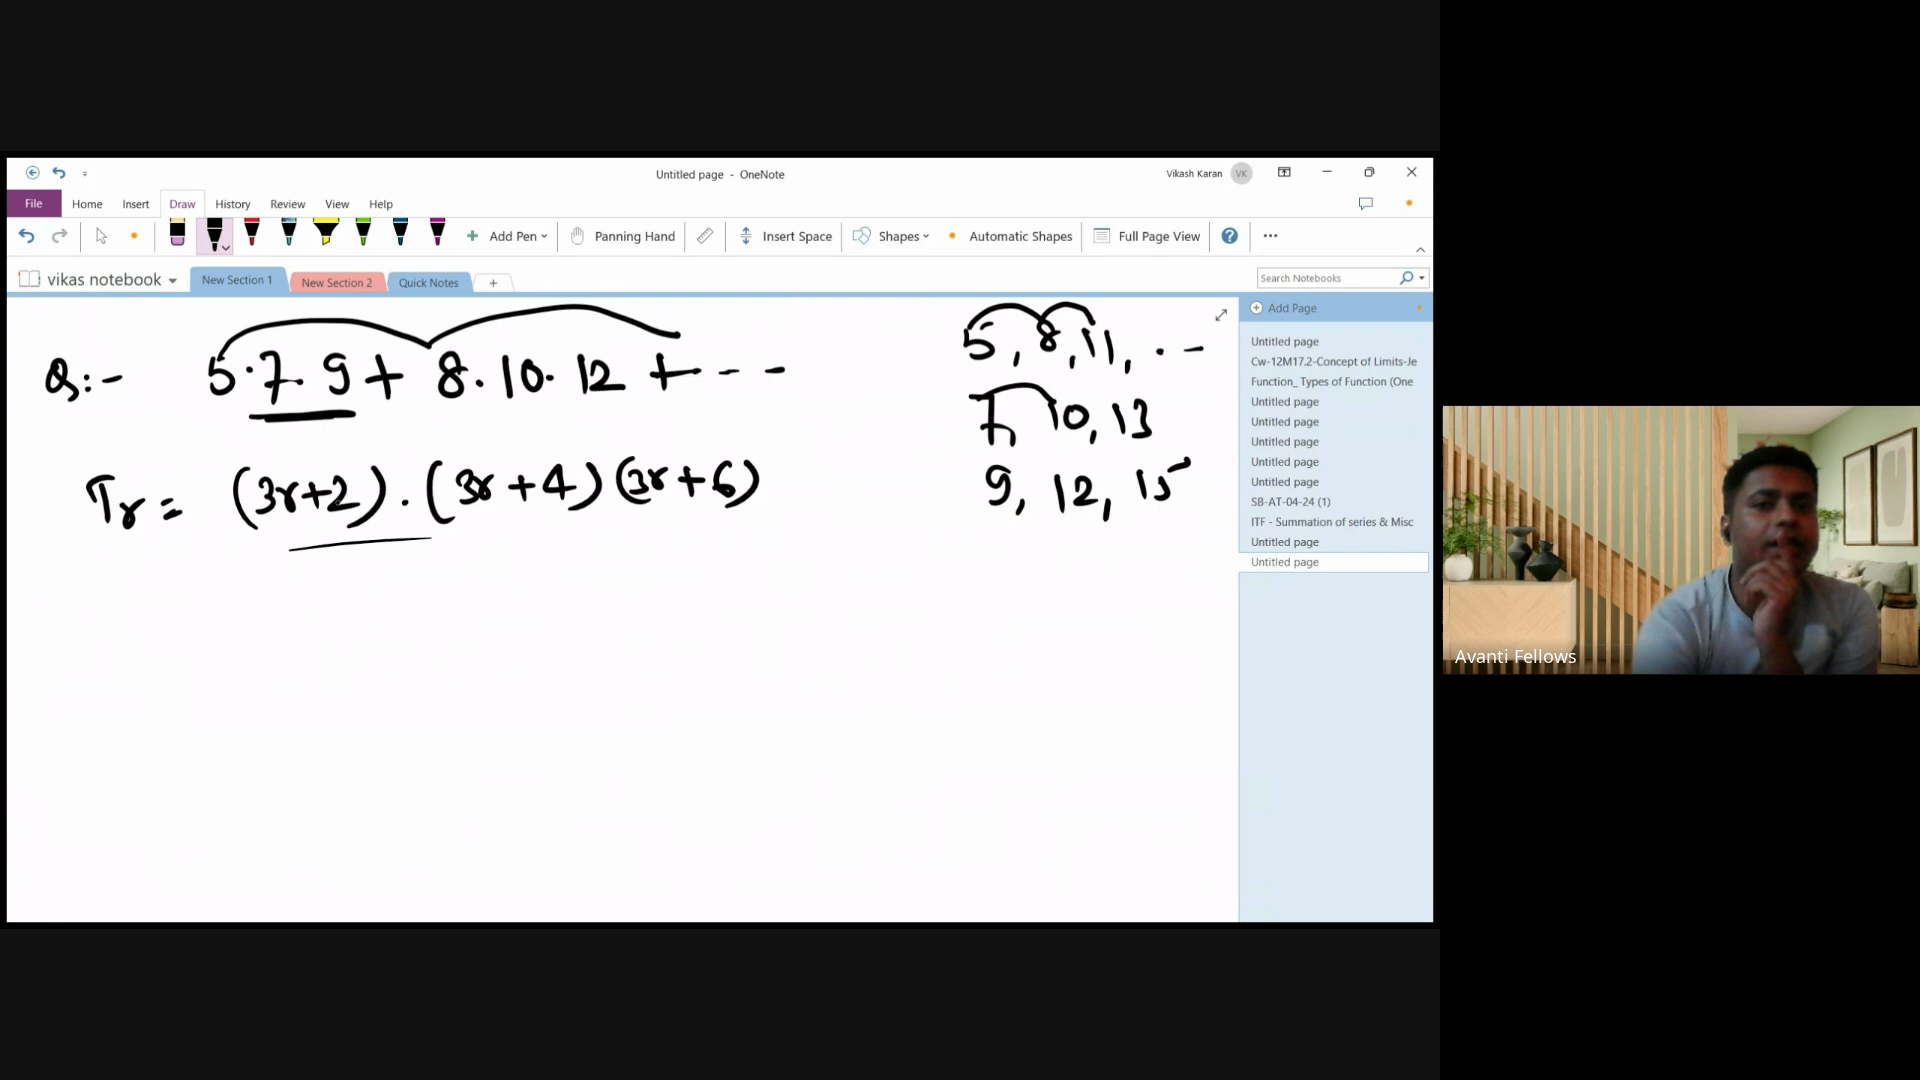 Untitled page - OneNote
Vikash Karan VK
File Home Insert Draw History Review View Help
Add Pen Panning Hand Insert Space Shapes Automatic Shapes Full Page View ?
vikas notebook New Section 1 New Section 2 Quick Notes +
Search Notebooks
Add Page
Untitled page
Cw-12M17.2-Concept of Limits-Je
Function_ Types of Function (One
Untitled page
Untitled page
Untitled page
Untitled page
Untitled page
SB-AT-04-24 (1)
ITF - Summation of series & Misc
Untitled page
Untitled page
Q:- 5·7·9 + 8·10·12 + - - -
Tr = (3r+2)·(3r+4)(3r+6)
5, 8, 11, . -
7, 10, 13
9, 12, 15
Avanti Fellows